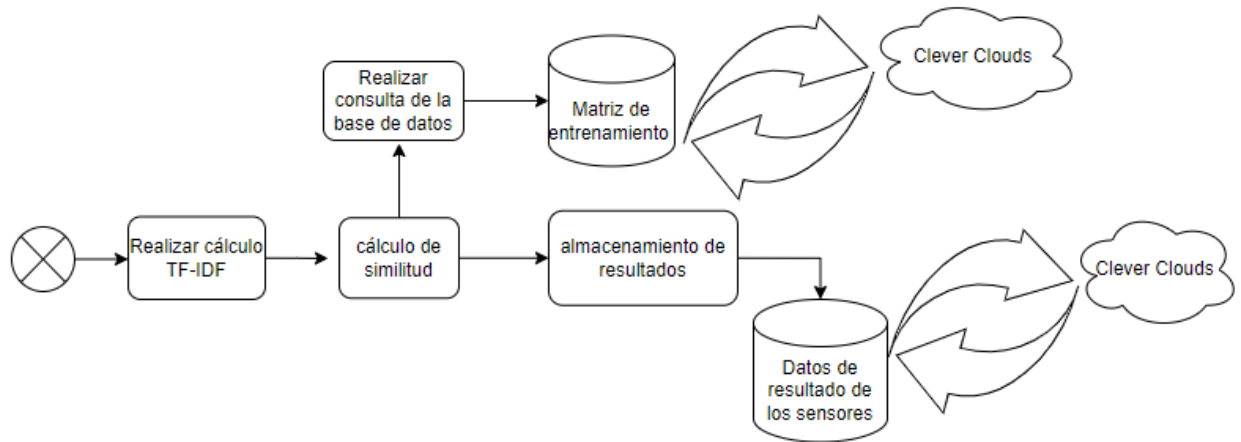 Realizar
consulta de la
base de datos
Matriz de
entrenamiento
Clever Clouds
Realizar cálculo
TF-IDF
cálculo de
similitud
almacenamiento de
resultados
Clever Clouds
Datos de
resultado de
los sensores